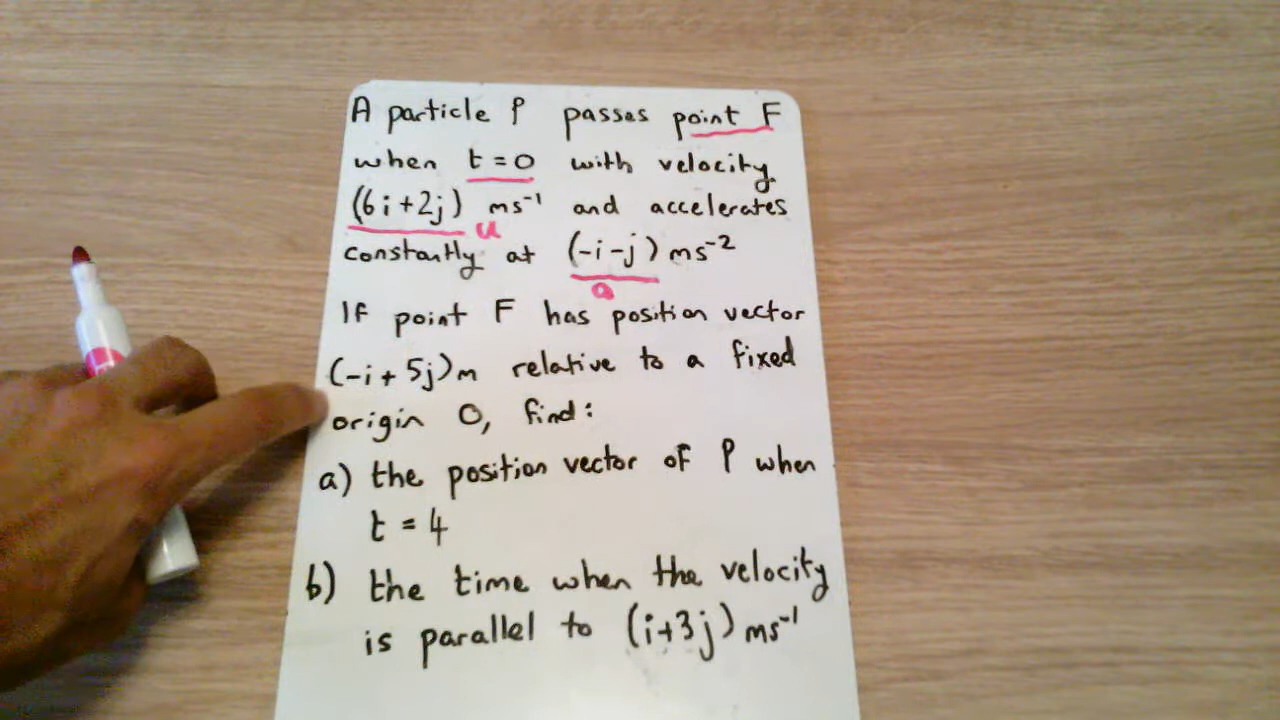 A particle P passes point F
when t = 0 with velocity
(6i + 2j) ms⁻¹ and accelerates
u
constantly at (-i - j) ms⁻²
a
If point F has position vector
(-i + 5j)m relative to a fixed
origin O, find:
a) the position vector of P when
t = 4
b) the time when the velocity
is parallel to (i+3j) ms⁻¹